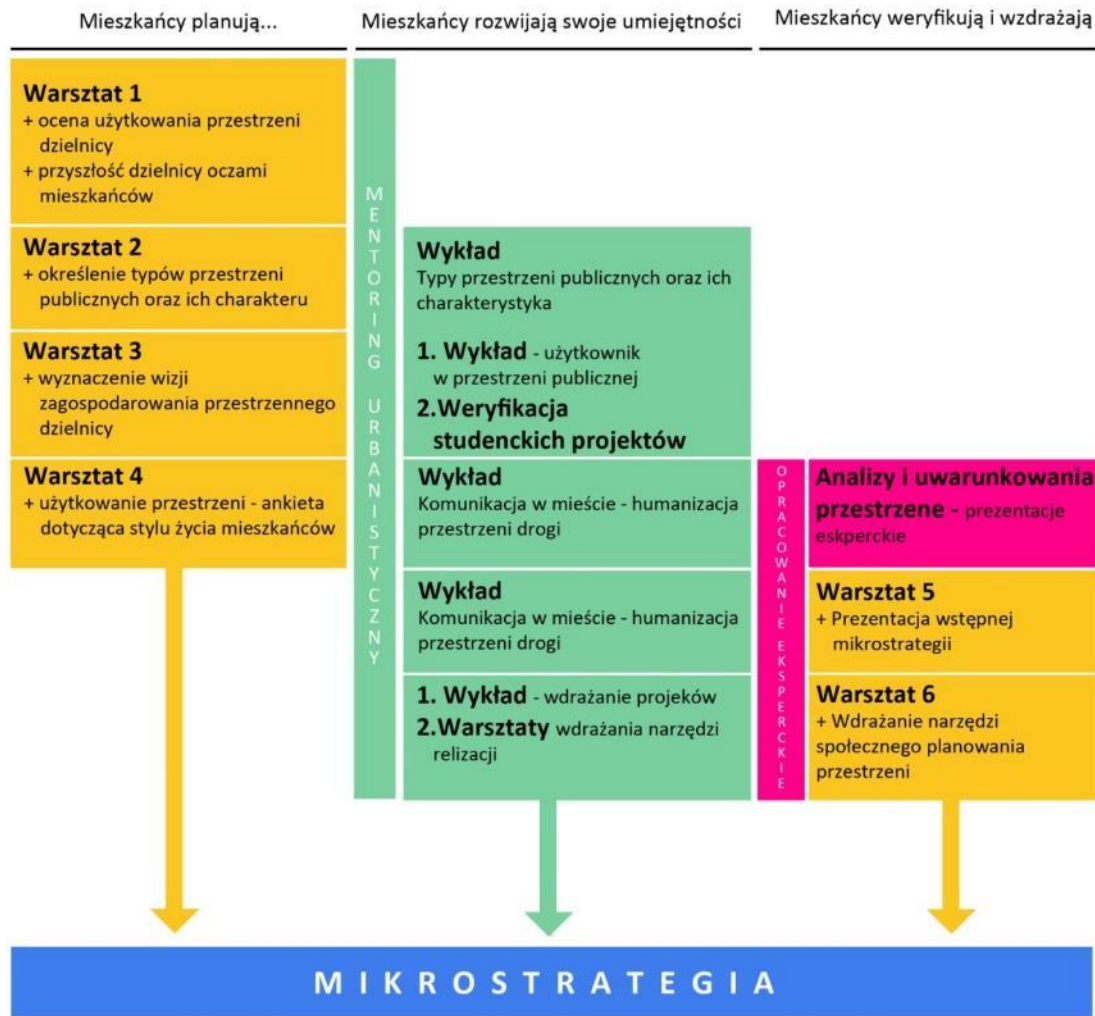 Mieszkańcy planują...
Warsztat 1
+ ocena użytkowania przestrzeni
dzielnicy
+ przyszłość dzielnicy oczami
mieszkańców
Warsztat 2
+ określenie typów przestrzeni
publicznych oraz ich charakteru
Warsztat 3
+ wyznaczenie wizji
zagospodarowania przestrzennego
dzielnicy
Warsztat 4
+ użytkowanie przestrzeni - ankieta
dotycząca stylu życia mieszkańców
Mieszkańcy rozwijają swoje umiejętności
MENTORING URBANISTYCZNY
Wykład
Typy przestrzeni publicznych oraz ich
charakterystyka
1. Wykład - użytkownik
w przestrzeni publicznej
2.Weryfikacja
studenckich projektów
Wykład
Komunikacja w mieście - humanizacja
przestrzeni drogi
Wykład
Komunikacja w mieście - humanizacja
przestrzeni drogi
1. Wykład - wdrażanie projeków
2.Warsztaty wdrażania narzędzi
relizacji
Mieszkańcy weryfikują i wzdrażają
OPRACOWANIE EKSPERCKIE
Analizy i uwarunkowania
przestrzene - prezentacje
eskperckie
Warsztat 5
+ Prezentacja wstępnej
mikrostrategii
Warsztat 6
+ Wdrażanie narzędzi
społecznego planowania
przestrzeni
MIKROSTRATEGIA